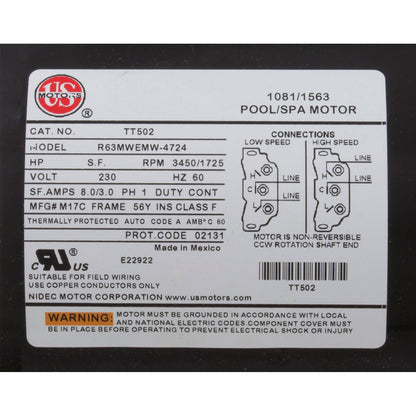 US
MOTORS
®
1081/1563
POOL/SPA MOTOR
CAT. NO. TT502
MODEL R63MWEMW-4724
HP S.F. RPM 3450/1725
VOLT 230 HZ 60
SF.AMPS 8.0/3.0 PH 1 DUTY CONT
MFG# M17C FRAME 56Y INS CLASS F
THERMALLY PROTECTED AUTO CODE A AMB°C 60
PROT.CODE 02131
Made in Mexico
CONNECTIONS
LOW SPEED HIGH SPEED
LINE LINE
H H
C C
L L
LINE LINE
MOTOR IS NON-REVERSIBLE
CCW ROTATION SHAFT END
C UR US
E22922
SUITABLE FOR FIELD WIRING
USE COPPER CONDUCTORS ONLY
NIDEC MOTOR CORPORATION www.usmotors.com
TT502
WARNING: MOTOR MUST BE GROUNDED IN ACCORDANCE WITH LOCAL
AND NATIONAL ELECTRIC CODES.COMPONENT COVER MUST
BE IN PLACE BEFORE OPERATING TO PREVENT ELECTRICAL SHOCK OR INJURY